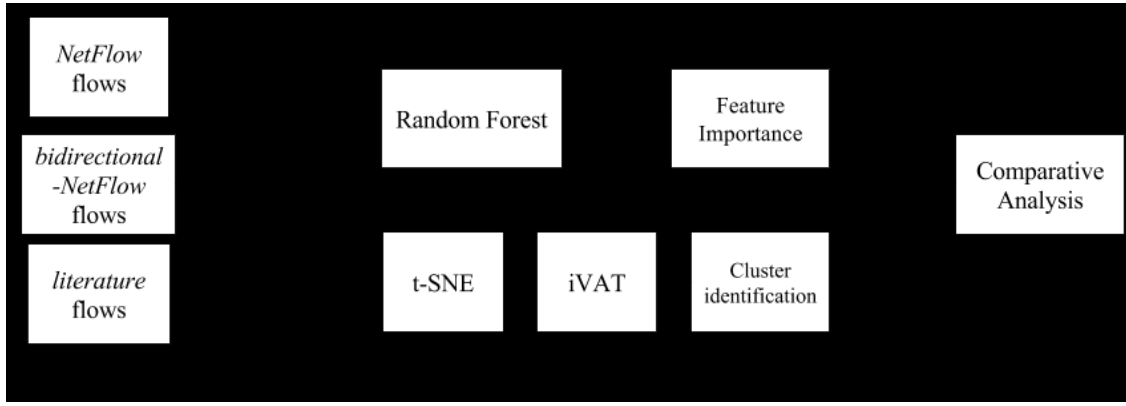 NetFlow
flows
bidirectional
-NetFlow
flows
literature
flows
Random Forest
Feature
Importance
t-SNE
iVAT
Cluster
identification
Comparative
Analysis